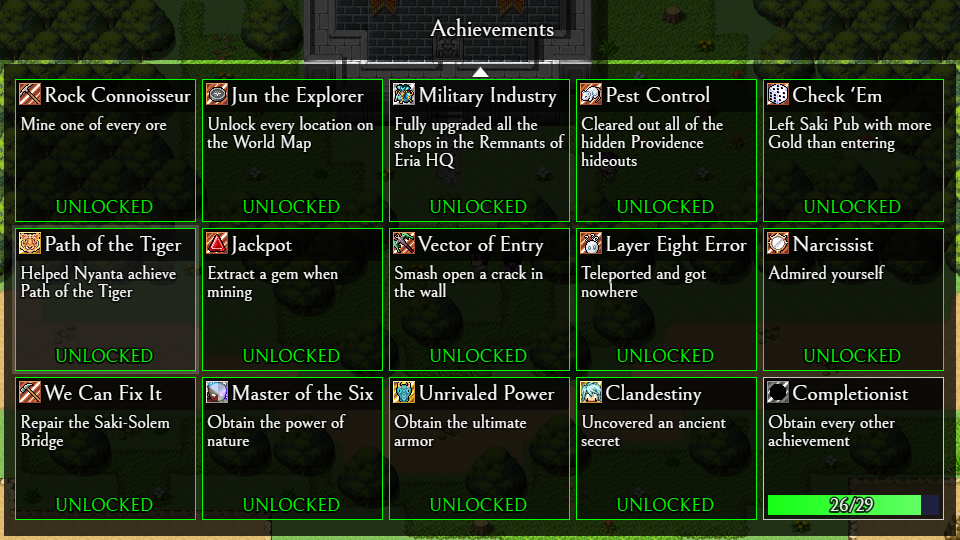 Achievements
Rock Connoisseur
Mine one of every ore
UNLOCKED
Jun the Explorer
Unlock every location on
the World Map
UNLOCKED
Military Industry
Fully upgraded all the
shops in the Remnants of
Eria HQ
UNLOCKED
Pest Control
Cleared out all of the
hidden Providence
hideouts
UNLOCKED
Check 'Em
Left Saki Pub with more
Gold than entering
UNLOCKED
Path of the Tiger
Helped Nyanta achieve
Path of the Tiger
UNLOCKED
Jackpot
Extract a gem when
mining
UNLOCKED
Vector of Entry
Smash open a crack in
the wall
UNLOCKED
Layer Eight Error
Teleported and got
nowhere
UNLOCKED
Narcissist
Admired yourself
UNLOCKED
We Can Fix It
Repair the Saki-Solem
Bridge
UNLOCKED
Master of the Six
Obtain the power of
nature
UNLOCKED
Unrivaled Power
Obtain the ultimate
armor
UNLOCKED
Clandestiny
Uncovered an ancient
secret
UNLOCKED
Completionist
Obtain every other
achievement
26/29